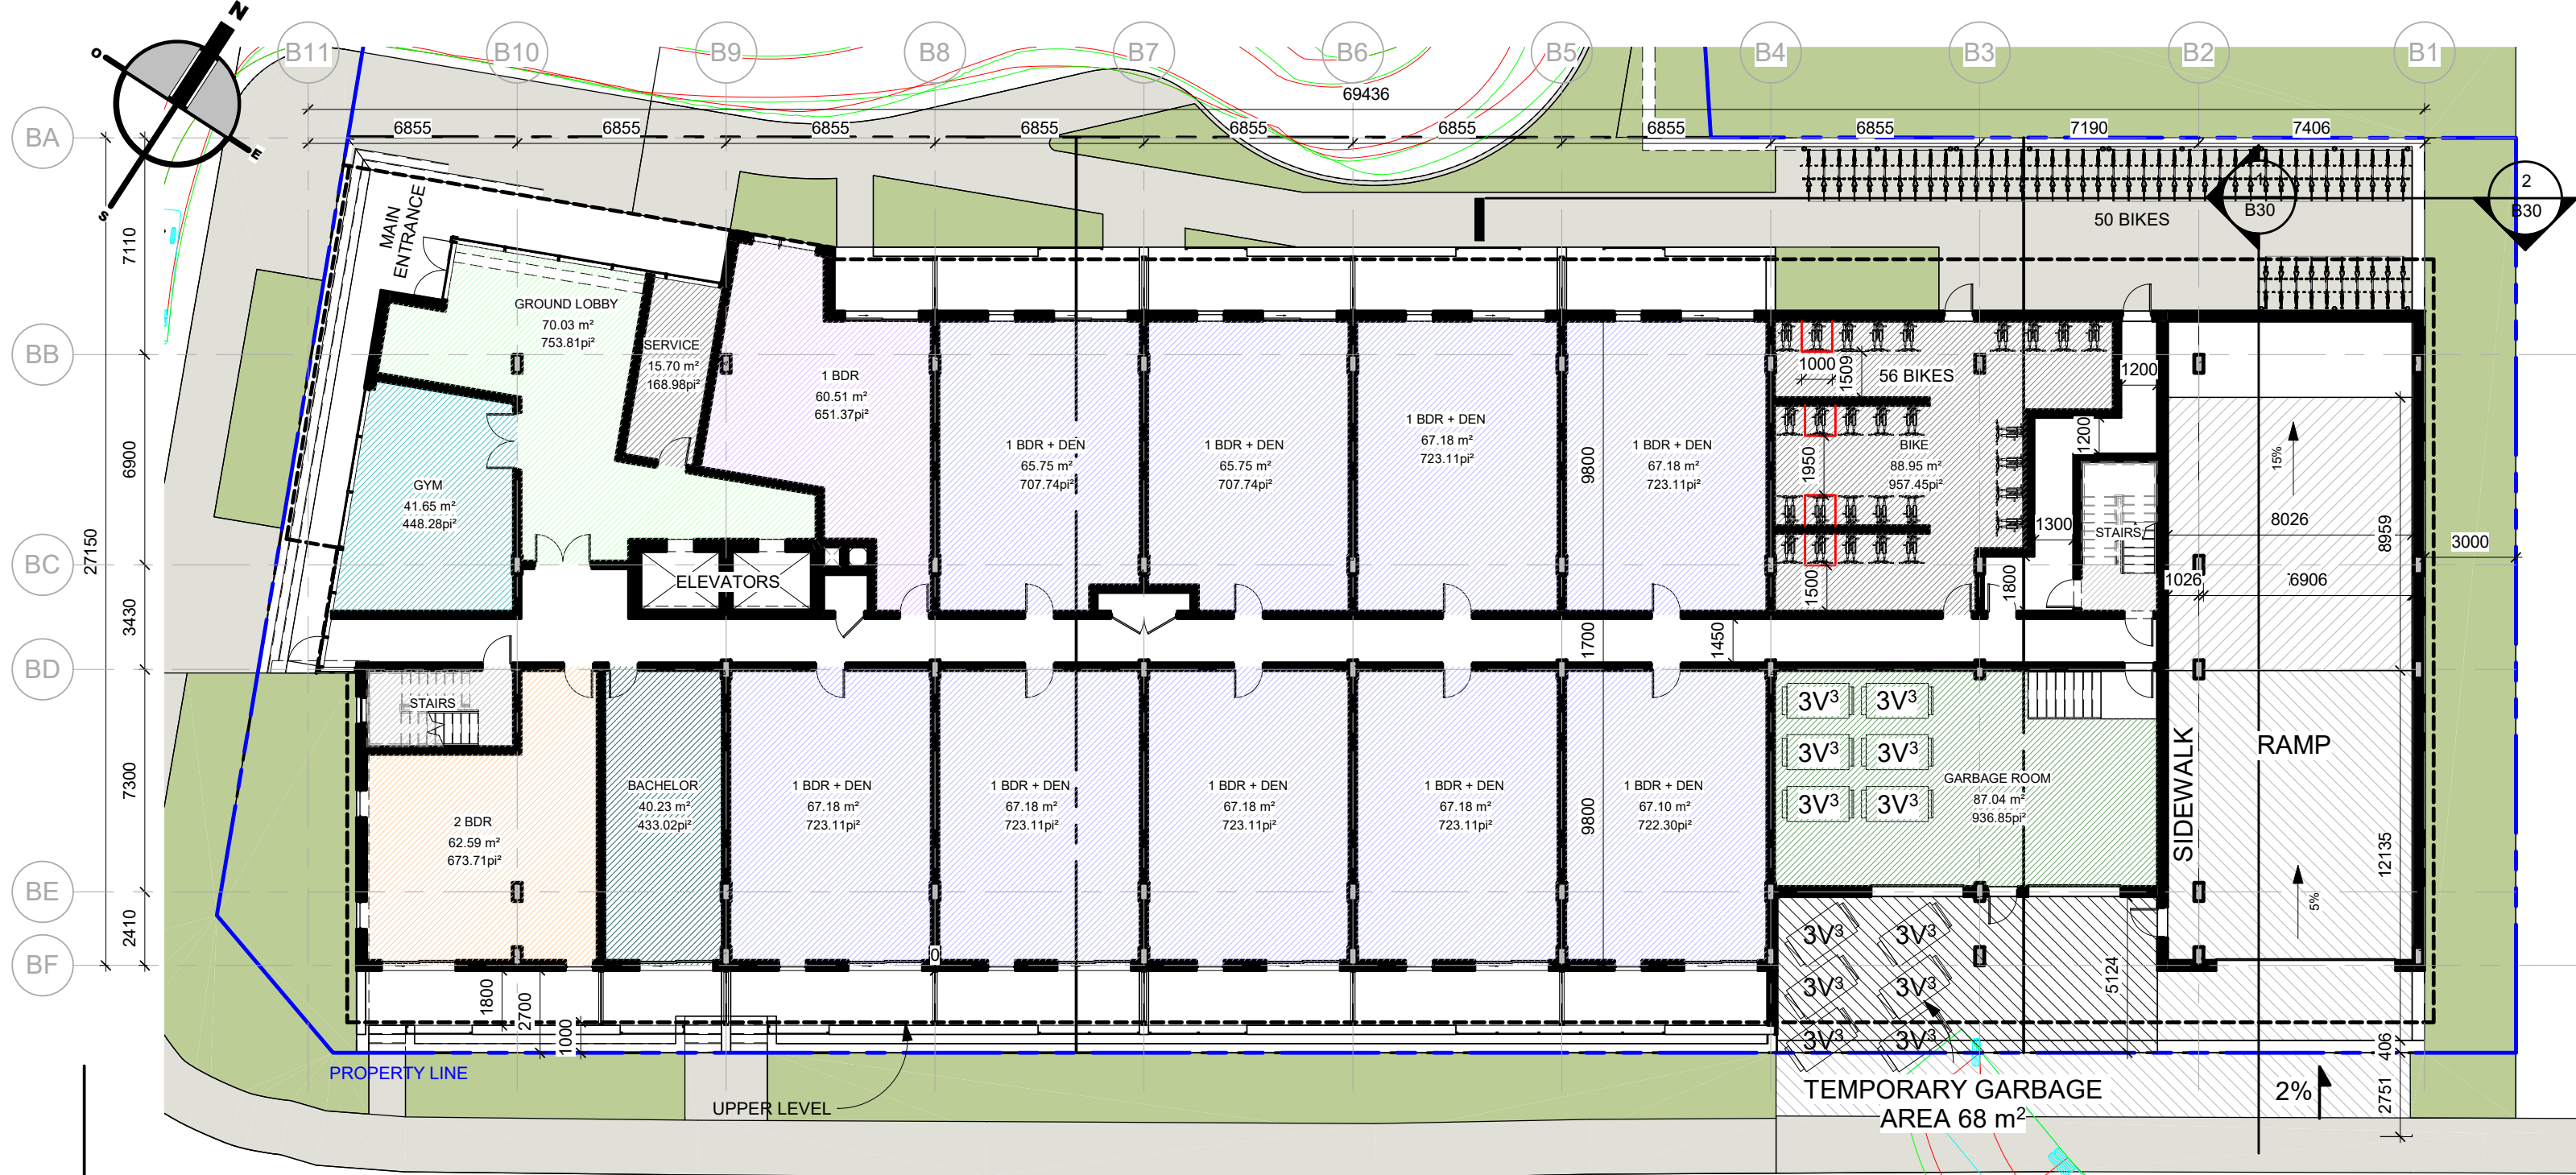 N
O
E
S
B11
B10
B9
B8
B7
B6
B5
B4
B3
B2
B1
69436
6855
6855
6855
6855
6855
6855
6855
6855
7190
7406
BA
BB
BC
BD
BE
BF
27150
7110
6900
3430
7300
2410
MAIN
ENTRANCE
50 BIKES
1
B30
2
B30
GROUND LOBBY
70.03 m²
753.81pi²
SERVICE
15.70 m²
168.98pi²
1 BDR
60.51 m²
651.37pi²
GYM
41.65 m²
448.28pi²
1 BDR + DEN
65.75 m²
707.74pi²
1 BDR + DEN
65.75 m²
707.74pi²
1 BDR + DEN
67.18 m²
723.11pi²
1 BDR + DEN
67.18 m²
723.11pi²
9800
1000
1509
56 BIKES
1950
BIKE
88.95 m²
957.45pi²
1500
1200
1200
1300
1800
STAIRS
15%
8026
8959
3000
1026
6906
ELEVATORS
1700
1450
STAIRS
2 BDR
62.59 m²
673.71pi²
BACHELOR
40.23 m²
433.02pi²
1 BDR + DEN
67.18 m²
723.11pi²
1 BDR + DEN
67.18 m²
723.11pi²
1 BDR + DEN
67.18 m²
723.11pi²
1 BDR + DEN
67.18 m²
723.11pi²
1 BDR + DEN
67.10 m²
722.30pi²
9800
3V³ 3V³
3V³ 3V³
3V³ 3V³
GARBAGE ROOM
87.04 m²
936.85pi²
SIDEWALK
RAMP
12135
5%
0
3V³ 3V³
3V³ 3V³
3V³ 3V³
5124
1800
2700
1000
406
2751
PROPERTY LINE
UPPER LEVEL
TEMPORARY GARBAGE
AREA 68 m²
2%